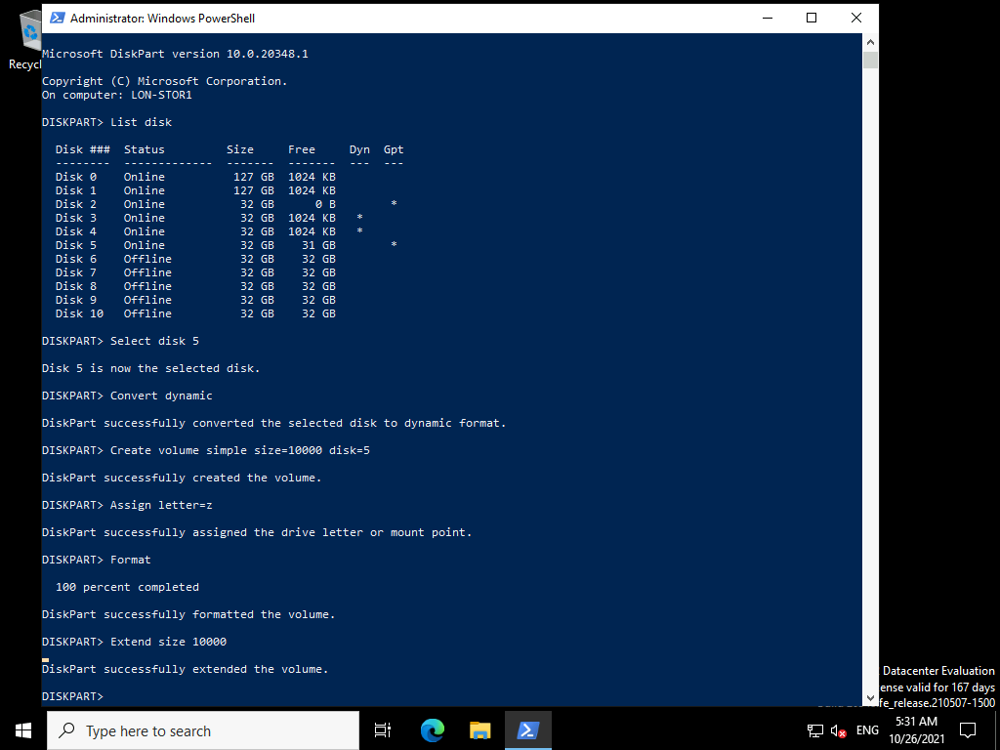 Administrator: Windows PowerShell
Recycl
Microsoft DiskPart version 10.0.20348.1
Copyright (C) Microsoft Corporation.
On computer: LON-STOR1
DISKPART> List disk
Disk ### Status Size Free Dyn Gpt
-------- ------------- ------- ------- --- ---
Disk 0 Online 127 GB 1024 KB
Disk 1 Online 127 GB 1024 KB
Disk 2 Online 32 GB 0 B *
Disk 3 Online 32 GB 1024 KB *
Disk 4 Online 32 GB 1024 KB *
Disk 5 Online 32 GB 31 GB *
Disk 6 Offline 32 GB 32 GB
Disk 7 Offline 32 GB 32 GB
Disk 8 Offline 32 GB 32 GB
Disk 9 Offline 32 GB 32 GB
Disk 10 Offline 32 GB 32 GB
DISKPART> Select disk 5
Disk 5 is now the selected disk.
DISKPART> Convert dynamic
DiskPart successfully converted the selected disk to dynamic format.
DISKPART> Create volume simple size=10000 disk=5
DiskPart successfully created the volume.
DISKPART> Assign letter=z
DiskPart successfully assigned the drive letter or mount point.
DISKPART> Format
100 percent completed
DiskPart successfully formatted the volume.
DISKPART> Extend size 10000
DiskPart successfully extended the volume.
DISKPART>
Datacenter Evaluation
ense valid for 167 days
fe_release.210507-1500
Type here to search
ENG
5:31 AM
10/26/2021